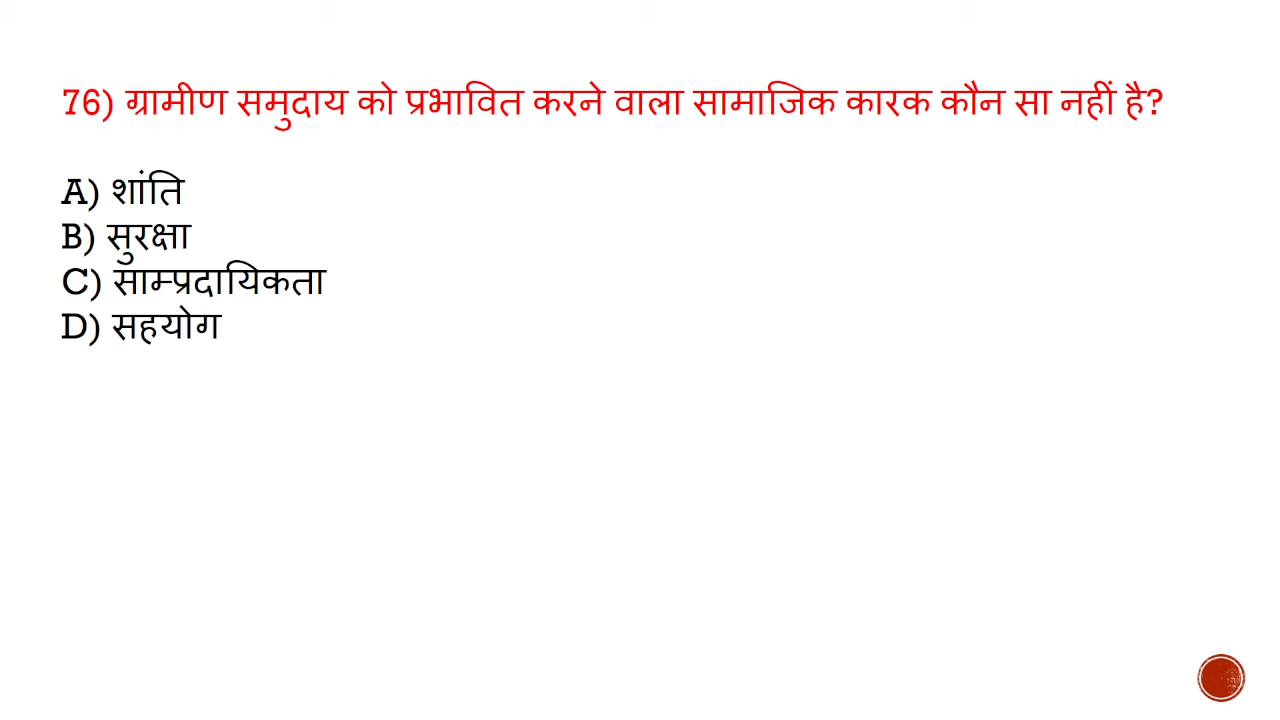 76) ग्रामीण समुदाय को प्रभावित करने वाला सामाजिक कारक कौन सा नहीं है?
A) शांति
B) सुरक्षा
C) साम्प्रदायिकता
D) सहयोग